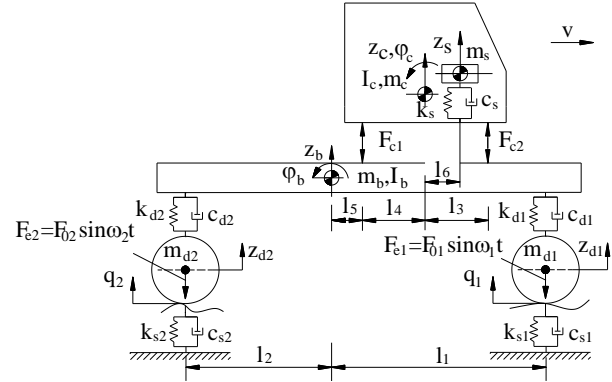 v
z_s m_s
z_c,φ_c
I_c,m_c
k_s c_s
F_c1 F_c2
z_b l_6
φ_b m_b,I_b
k_d2 c_d2 l_5 l_4 l_3 k_d1 c_d1
F_e2=F_02 sinω_2t F_e1=F_01 sinω_1t
m_d2 z_d2 m_d1 z_d1
q_2 q_1
k_s2 c_s2 k_s1 c_s1
l_2 l_1